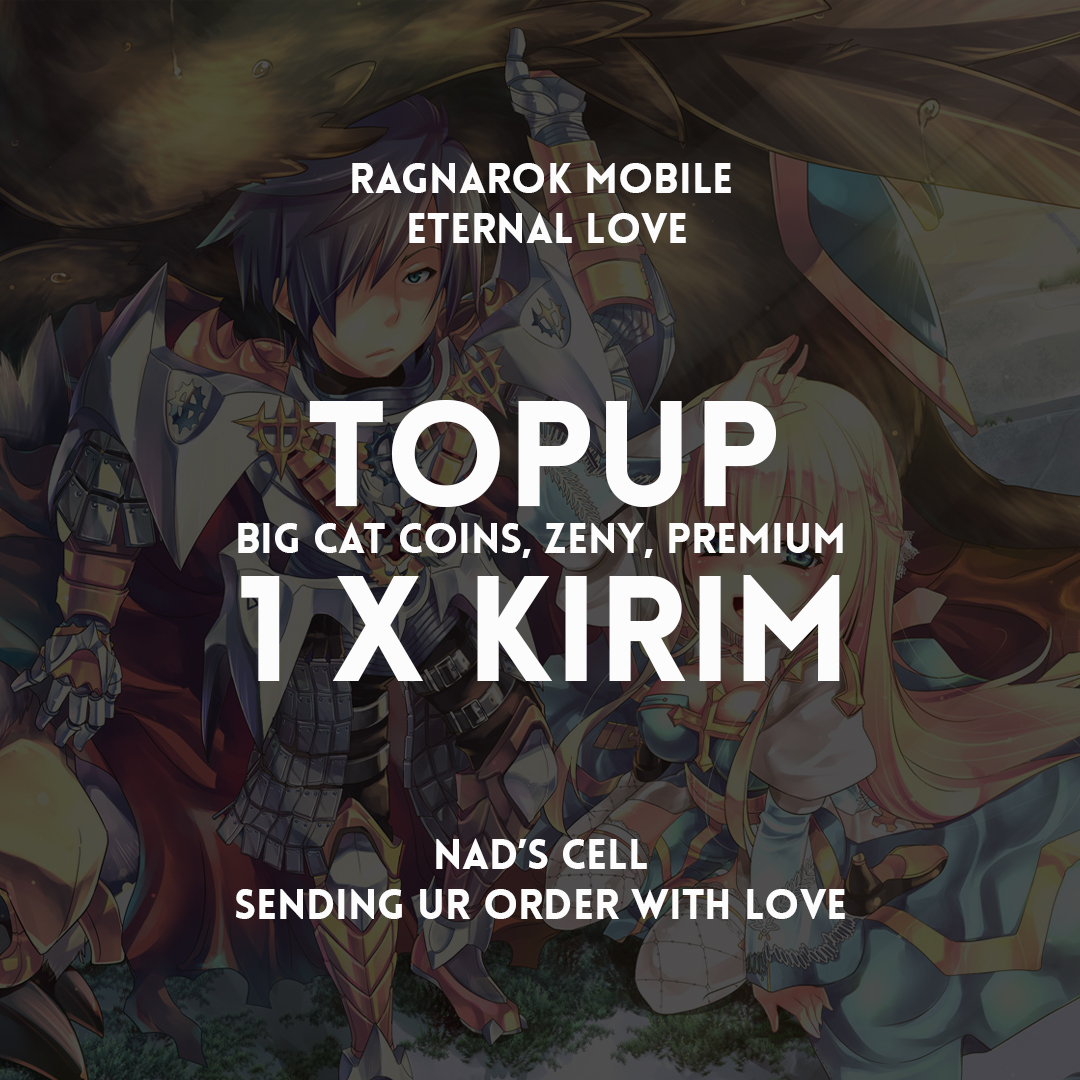 RAGNAROK MOBILE
ETERNAL LOVE
TOPUP
BIG CAT COINS, ZENY, PREMIUM
1 X KIRIM
NAD'S CELL
SENDING UR ORDER WITH LOVE